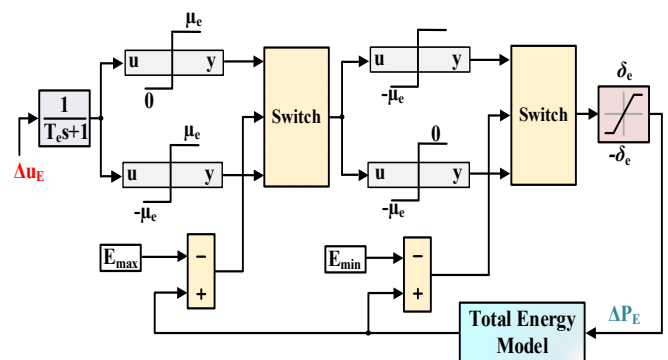 μe
u y
0
1
Tes+1
ΔuE
μe
u y
-μe
Switch
-μe
u y
0
u y
-μe
Switch
δe
-δe
Emax
-
+
Emin
-
+
Total Energy
Model
ΔPE